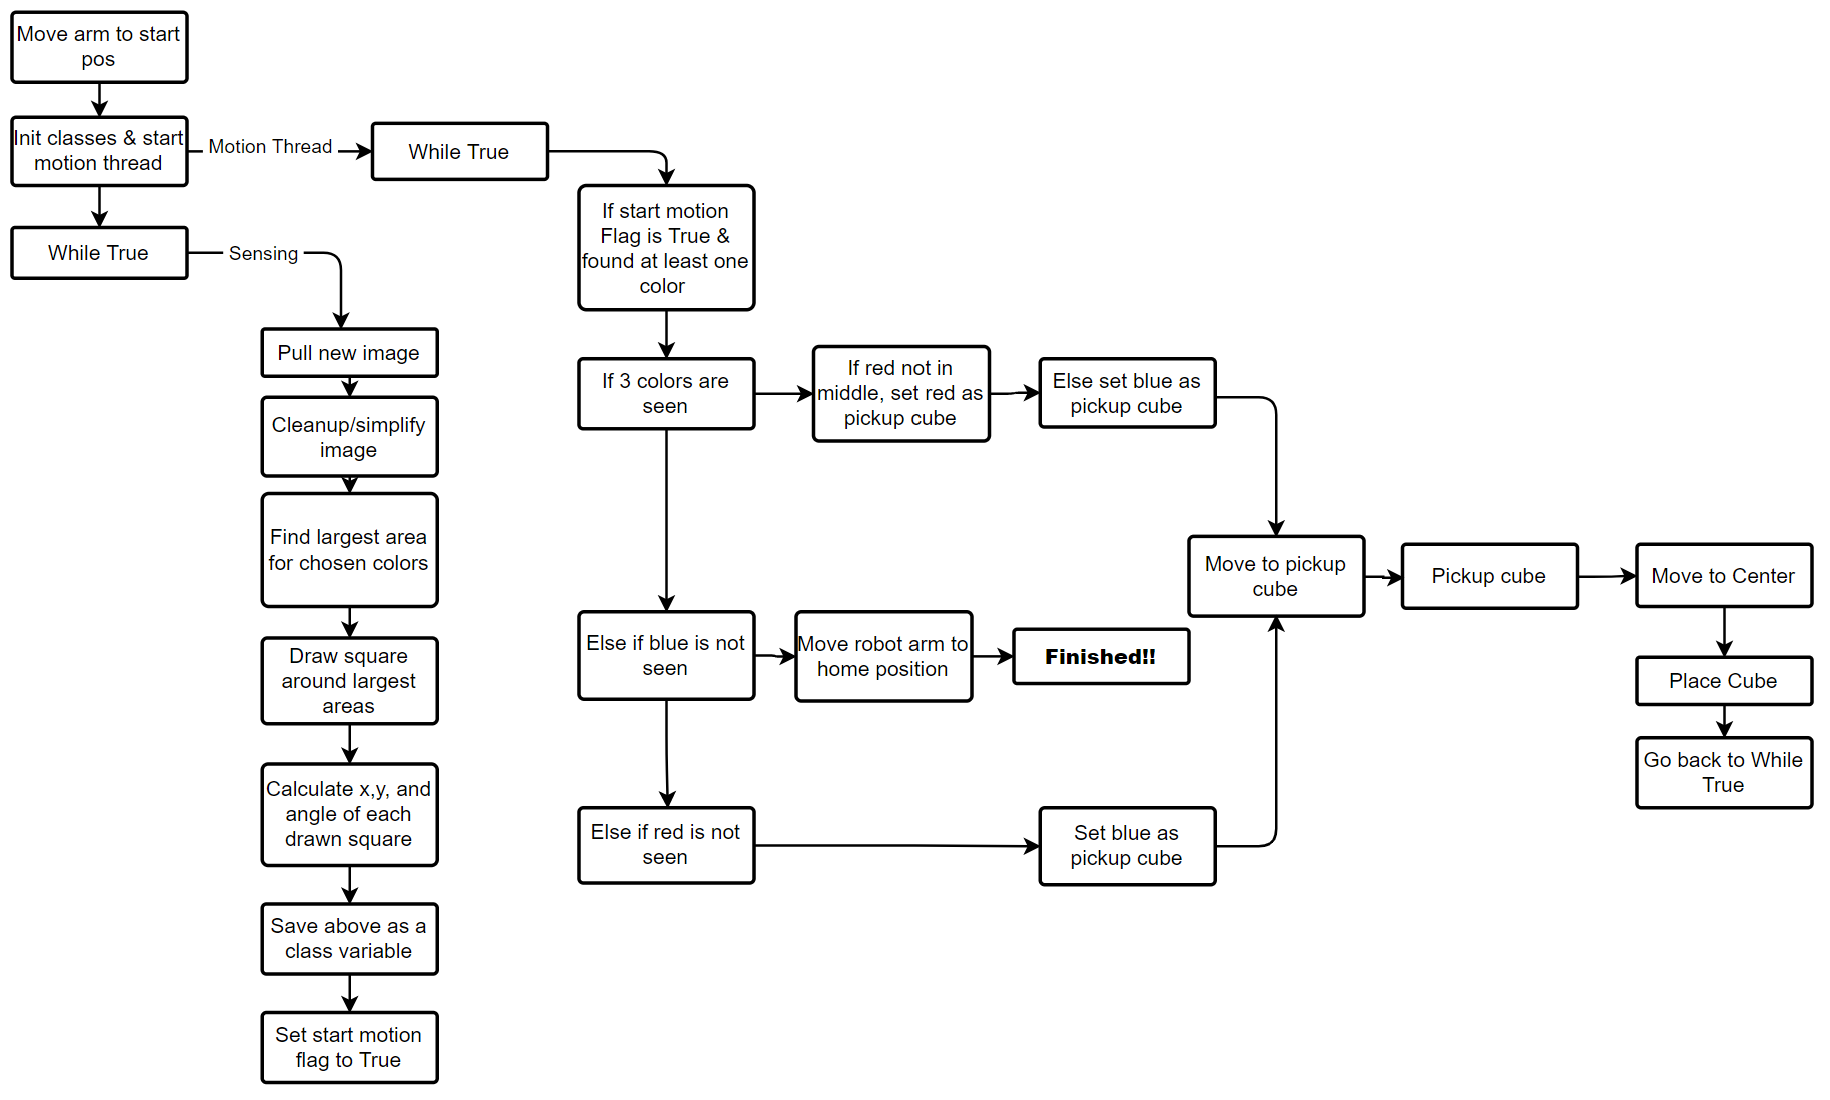 Move arm to start
pos
Init classes & start
motion thread
Motion Thread
While True
While True
Sensing
If start motion
Flag is True &
found at least one
color
Pull new image
Cleanup/simplify
image
Find largest area
for chosen colors
Draw square
around largest
areas
Calculate x,y, and
angle of each
drawn square
Save above as a
class variable
Set start motion
flag to True
If 3 colors are
seen
If red not in
middle, set red as
pickup cube
Else set blue as
pickup cube
Else if blue is not
seen
Move robot arm to
home position
Finished!!
Else if red is not
seen
Set blue as
pickup cube
Move to pickup
cube
Pickup cube
Move to Center
Place Cube
Go back to While
True